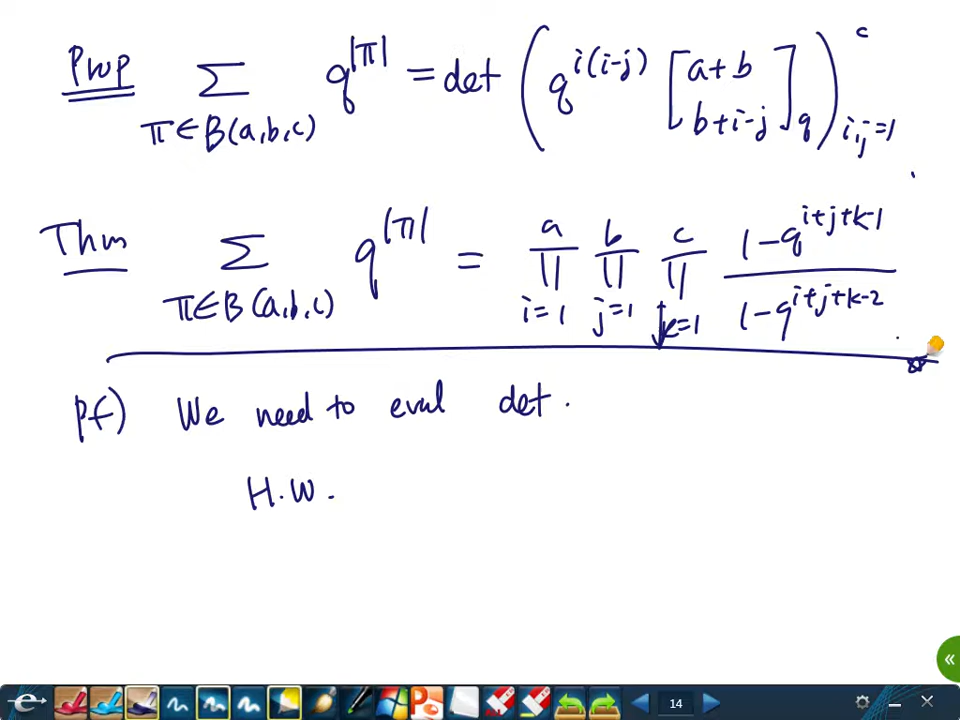 Prop ∑_{π∈B(a,b,c)} q^{|π|} = det ( q^{i(i-j)} [a+b \\ b+i-j]_q )_{i,j=1}^c
Thm ∑_{π∈B(a,b,c)} q^{|π|} = ∏_{i=1}^a ∏_{j=1}^b ∏_{k=1}^c \frac{1-q^{i+j+k-1}}{1-q^{i+j+k-2}}.
pf) We need to eval det.
H.W.
14